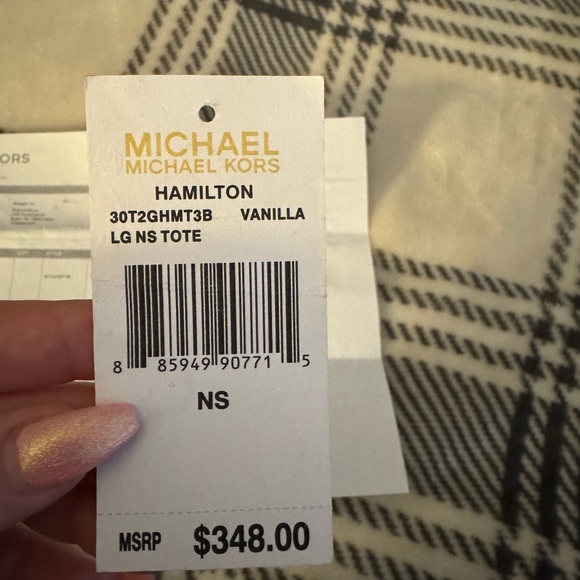 ORS
MICHAEL
MICHAEL KORS
HAMILTON
30T2GHMT3B VANILLA
LG NS TOTE
8 85949 90771 5
NS
MSRP $348.00